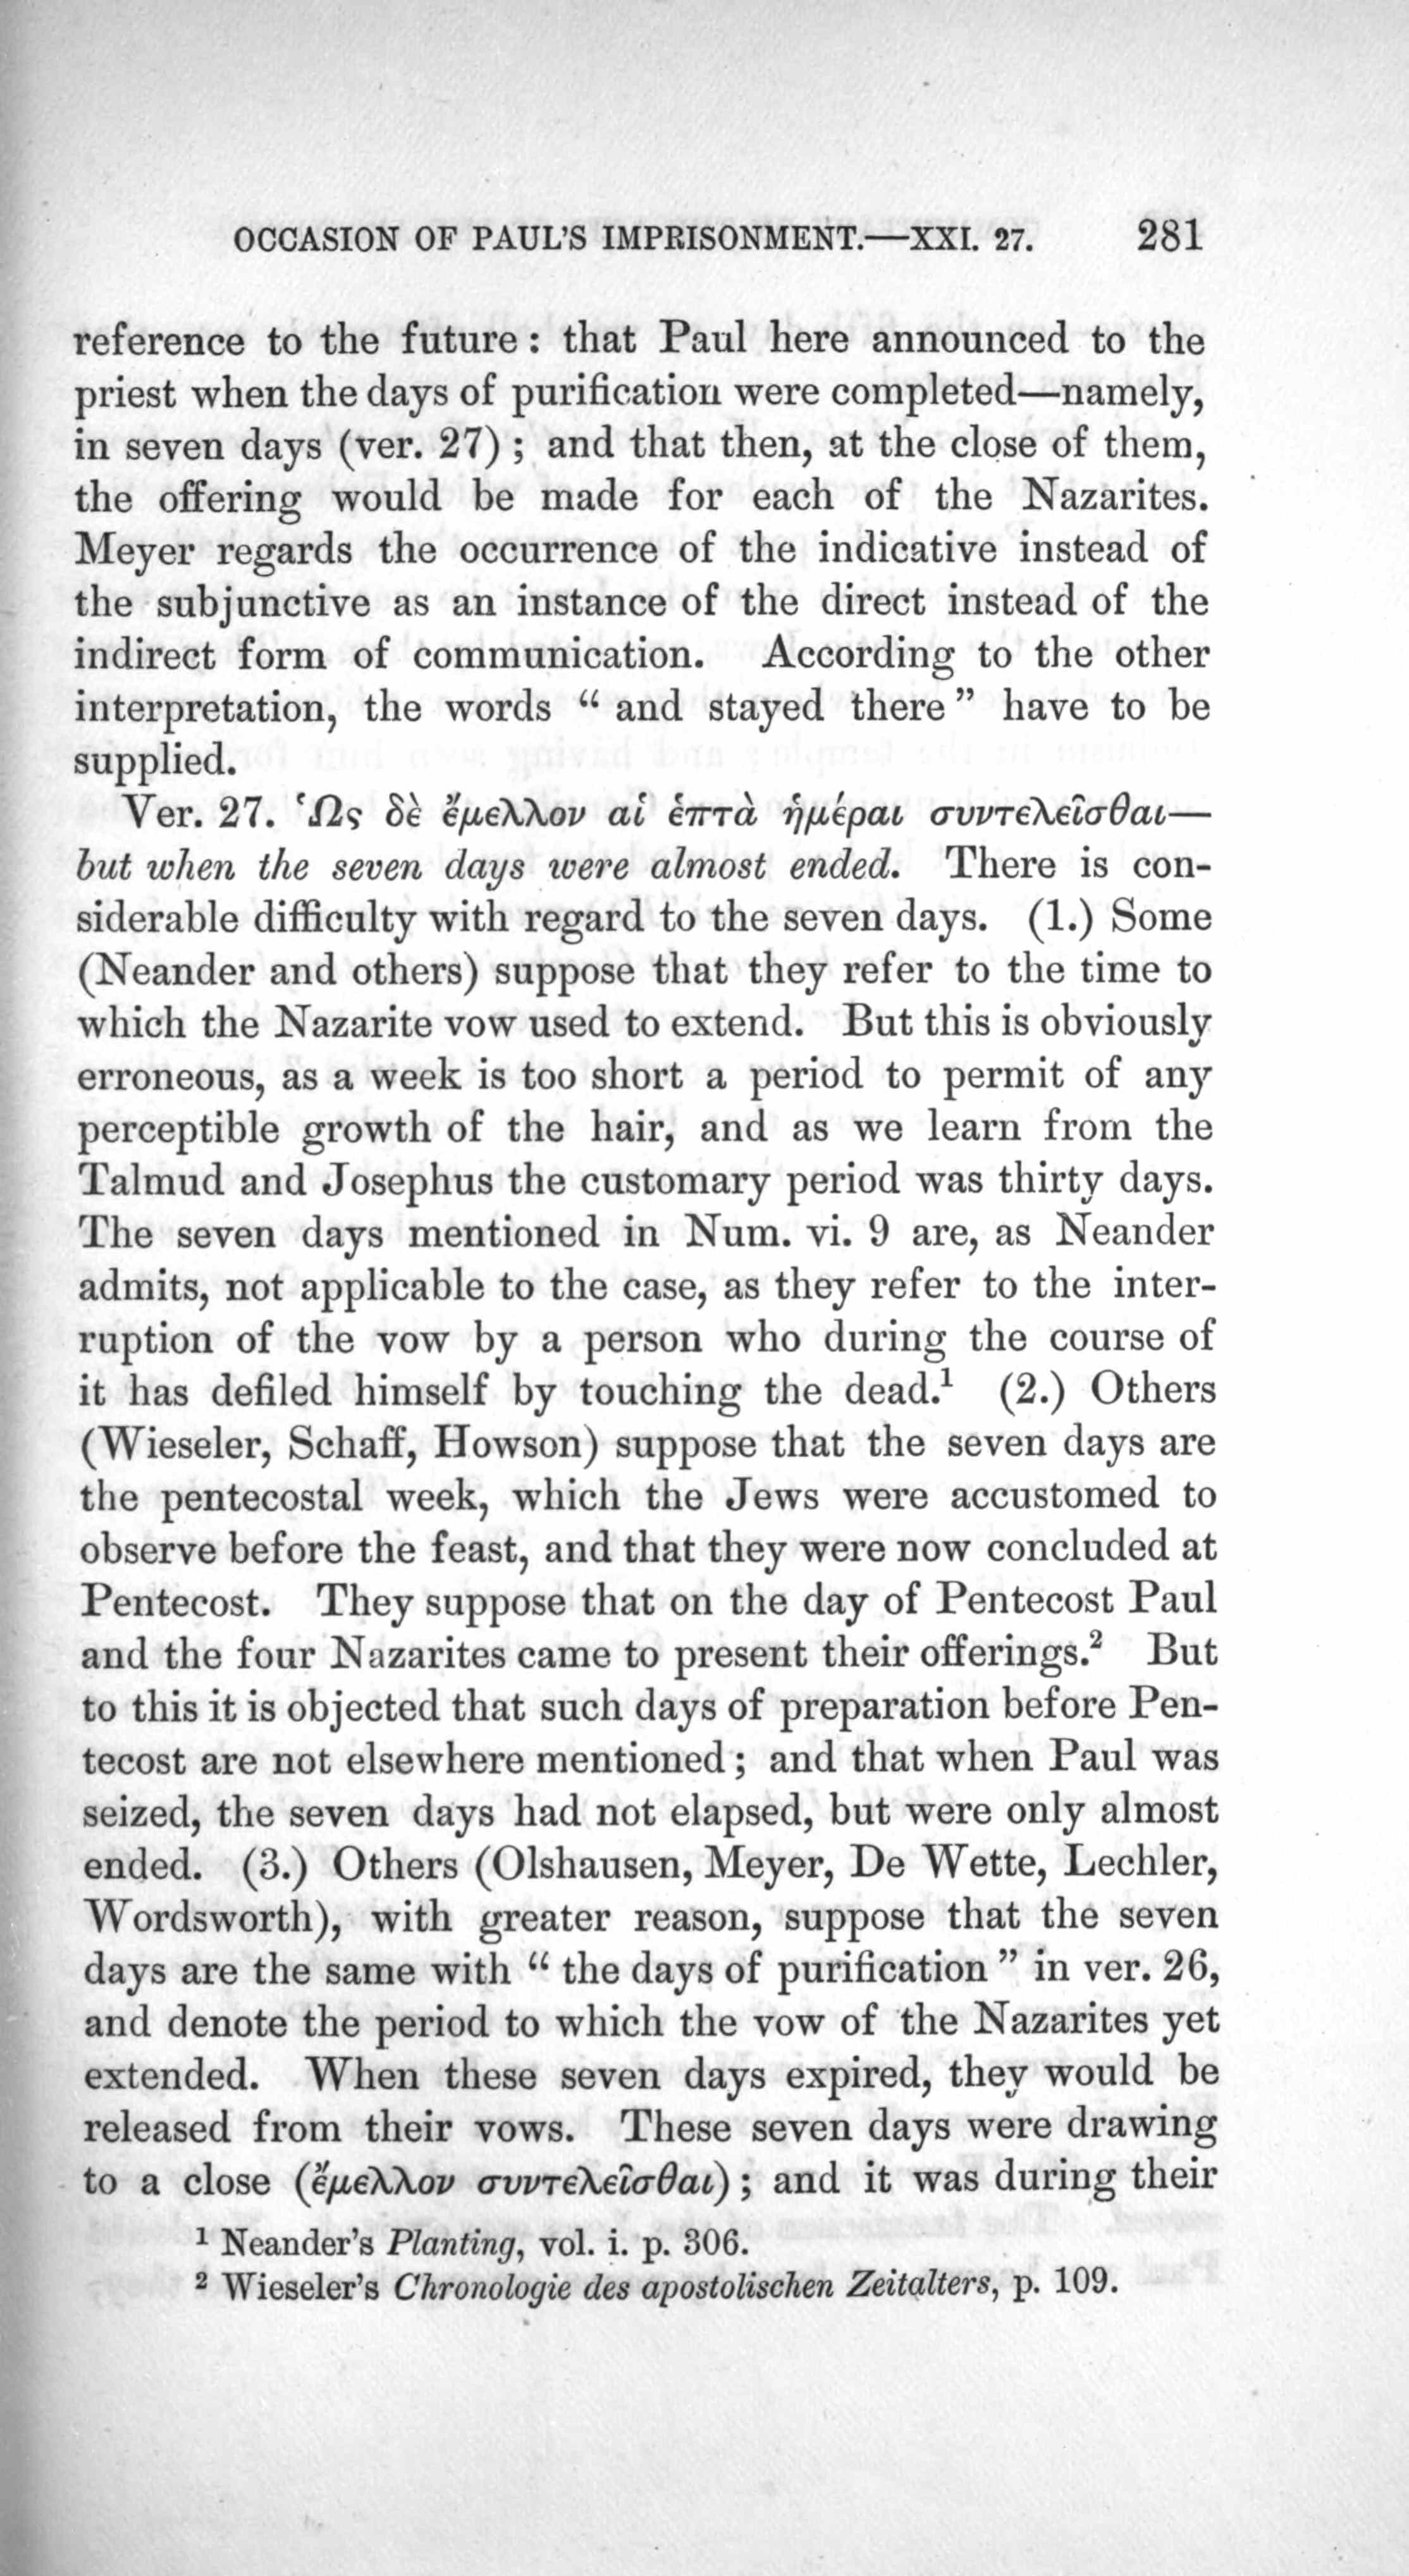 OCCASION OF PAUL'S IMPRISONMENT.—XXI. 27. 281
reference to the future : that Paul here announced to the
priest when the days of purification were completed—namely,
in seven days (ver. 27) ; and that then, at the close of them,
the offering would be made for each of the Nazarites.
Meyer regards the occurrence of the indicative instead of
the subjunctive as an instance of the direct instead of the
indirect form of communication. According to the other
interpretation, the words “ and stayed there ” have to be
supplied.
Ver. 27. Ὡς δὲ ἔμελλον αἱ ἑπτὰ ἡμέραι συντελεῖσθαι—
but when the seven days were almost ended. There is con-
siderable difficulty with regard to the seven days. (1.) Some
(Neander and others) suppose that they refer to the time to
which the Nazarite vow used to extend. But this is obviously
erroneous, as a week is too short a period to permit of any
perceptible growth of the hair, and as we learn from the
Talmud and Josephus the customary period was thirty days.
The seven days mentioned in Num. vi. 9 are, as Neander
admits, not applicable to the case, as they refer to the inter-
ruption of the vow by a person who during the course of
it has defiled himself by touching the dead.¹ (2.) Others
(Wieseler, Schaff, Howson) suppose that the seven days are
the pentecostal week, which the Jews were accustomed to
observe before the feast, and that they were now concluded at
Pentecost. They suppose that on the day of Pentecost Paul
and the four Nazarites came to present their offerings.² But
to this it is objected that such days of preparation before Pen-
tecost are not elsewhere mentioned ; and that when Paul was
seized, the seven days had not elapsed, but were only almost
ended. (3.) Others (Olshausen, Meyer, De Wette, Lechler,
Wordsworth), with greater reason, suppose that the seven
days are the same with “ the days of purification ” in ver. 26,
and denote the period to which the vow of the Nazarites yet
extended. When these seven days expired, they would be
released from their vows. These seven days were drawing
to a close (ἔμελλον συντελεῖσθαι) ; and it was during their
¹ Neander's Planting, vol. i. p. 306.
² Wieseler's Chronologie des apostolischen Zeitalters, p. 109.